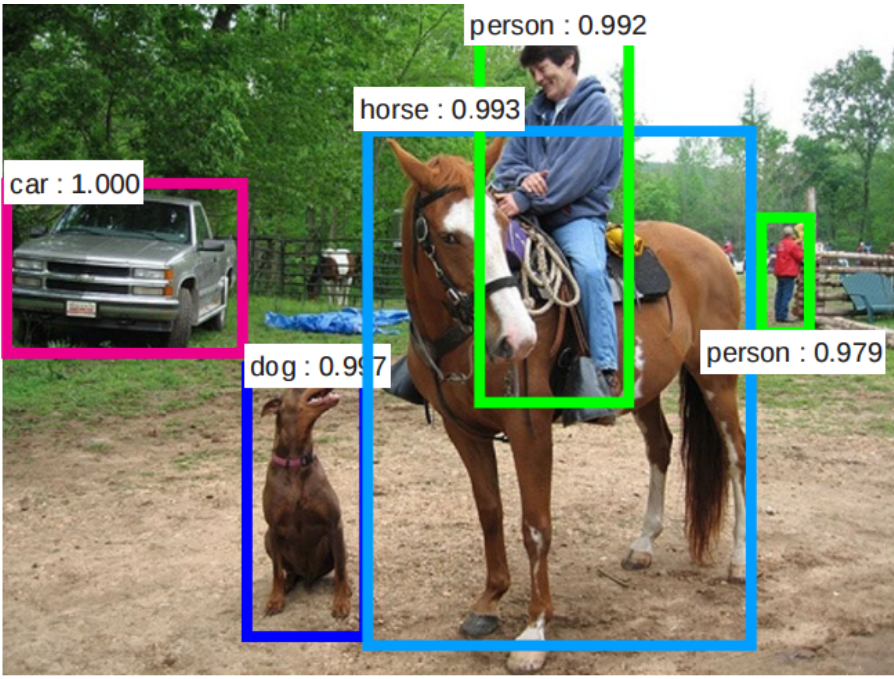 person : 0.992
horse : 0.993
car : 1.000
person : 0.979
dog : 0.997